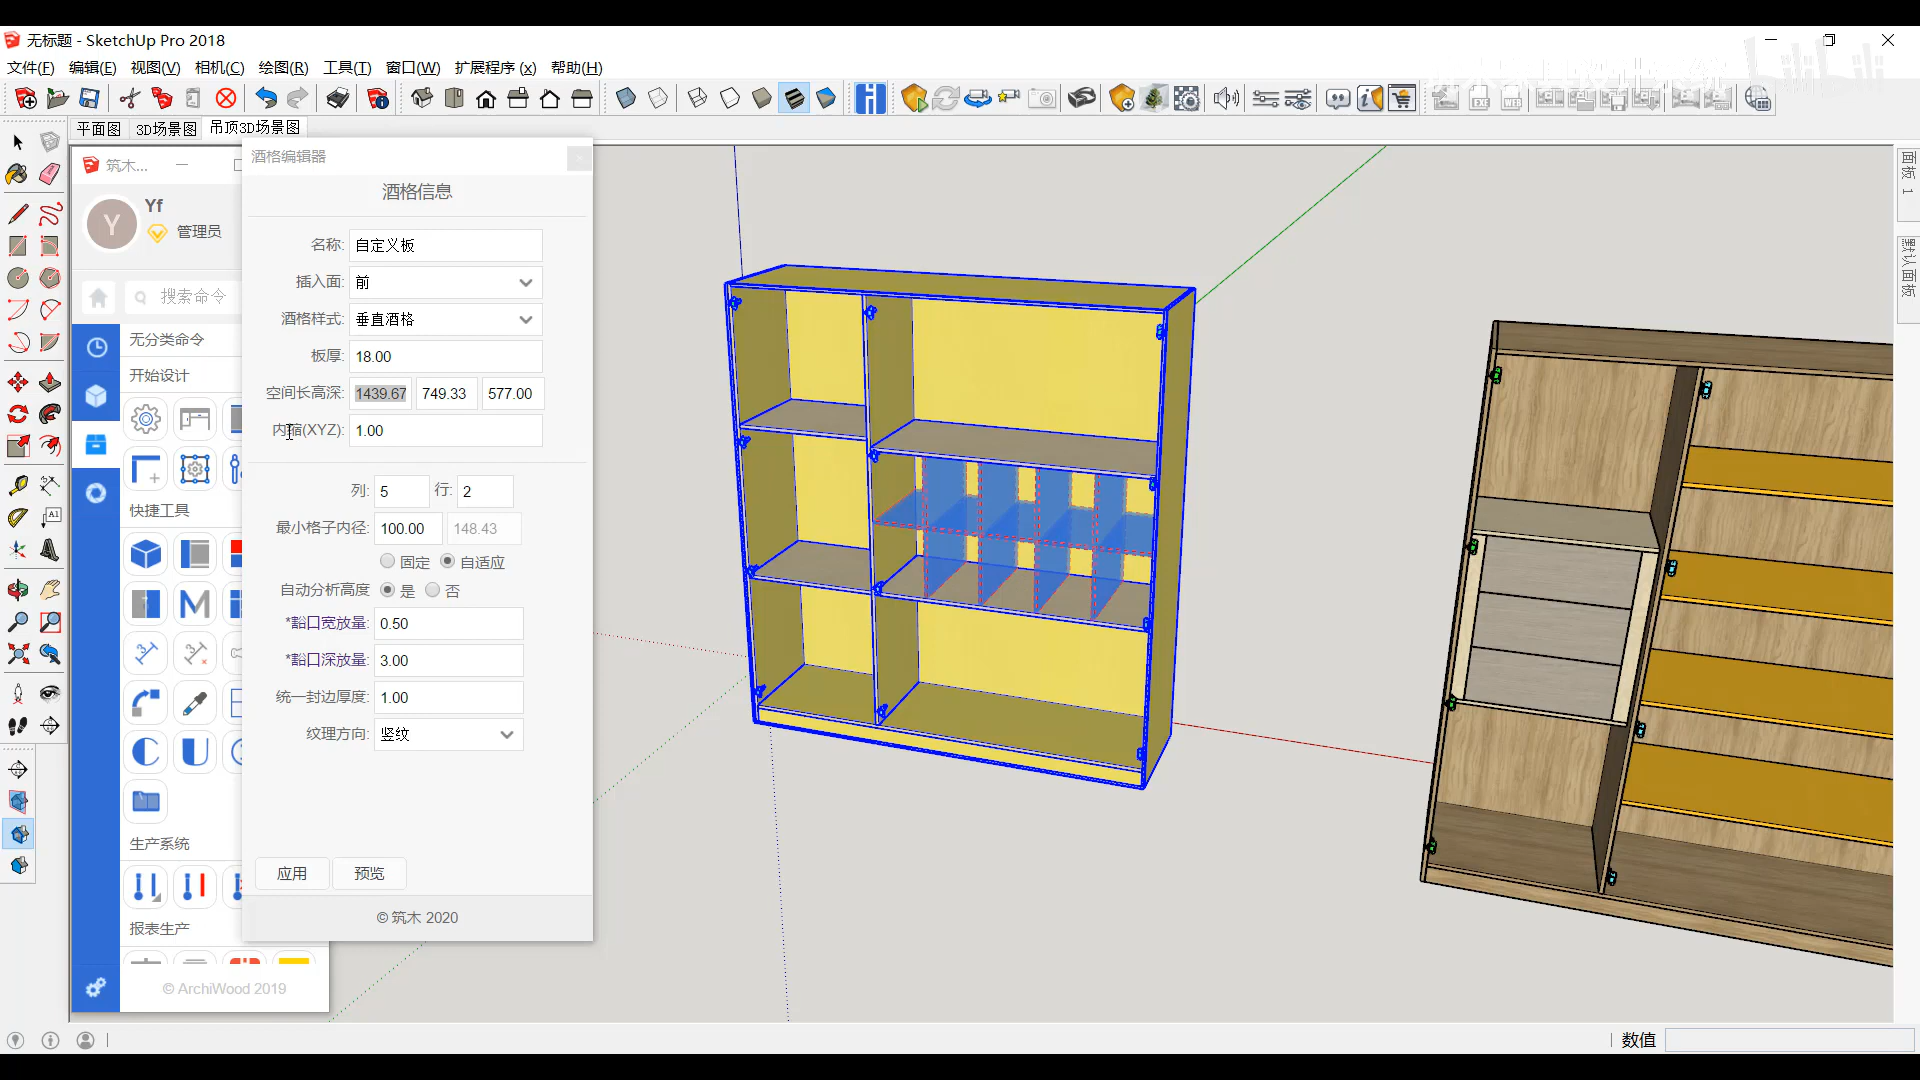 无标题 - SketchUp Pro 2018
文件(F) 编辑(E) 视图(V) 相机(C) 绘图(R) 工具(T) 窗口(W) 扩展程序 (x) 帮助(H)
平面图 3D场景图 吊顶3D场景图
筑木...
酒格编辑器
酒格信息
Y
Yf
管理员
搜索命令
无分类命令
开始设计
快捷工具
生产系统
报表生产
© ArchiWood 2019
名称: 自定义板
插入面: 前
酒格样式: 垂直酒格
板厚: 18.00
空间长高深: 1439.67 749.33 577.00
内缩(XYZ): 1.00
列: 5 行: 2
最小格子内径: 100.00 148.43
固定 自适应
自动分析高度 是 否
*豁口宽放量: 0.50
*豁口深放量: 3.00
统一封边厚度: 1.00
纹理方向: 竖纹
应用 预览
© 筑木 2020
面板 1
默认面板
数值